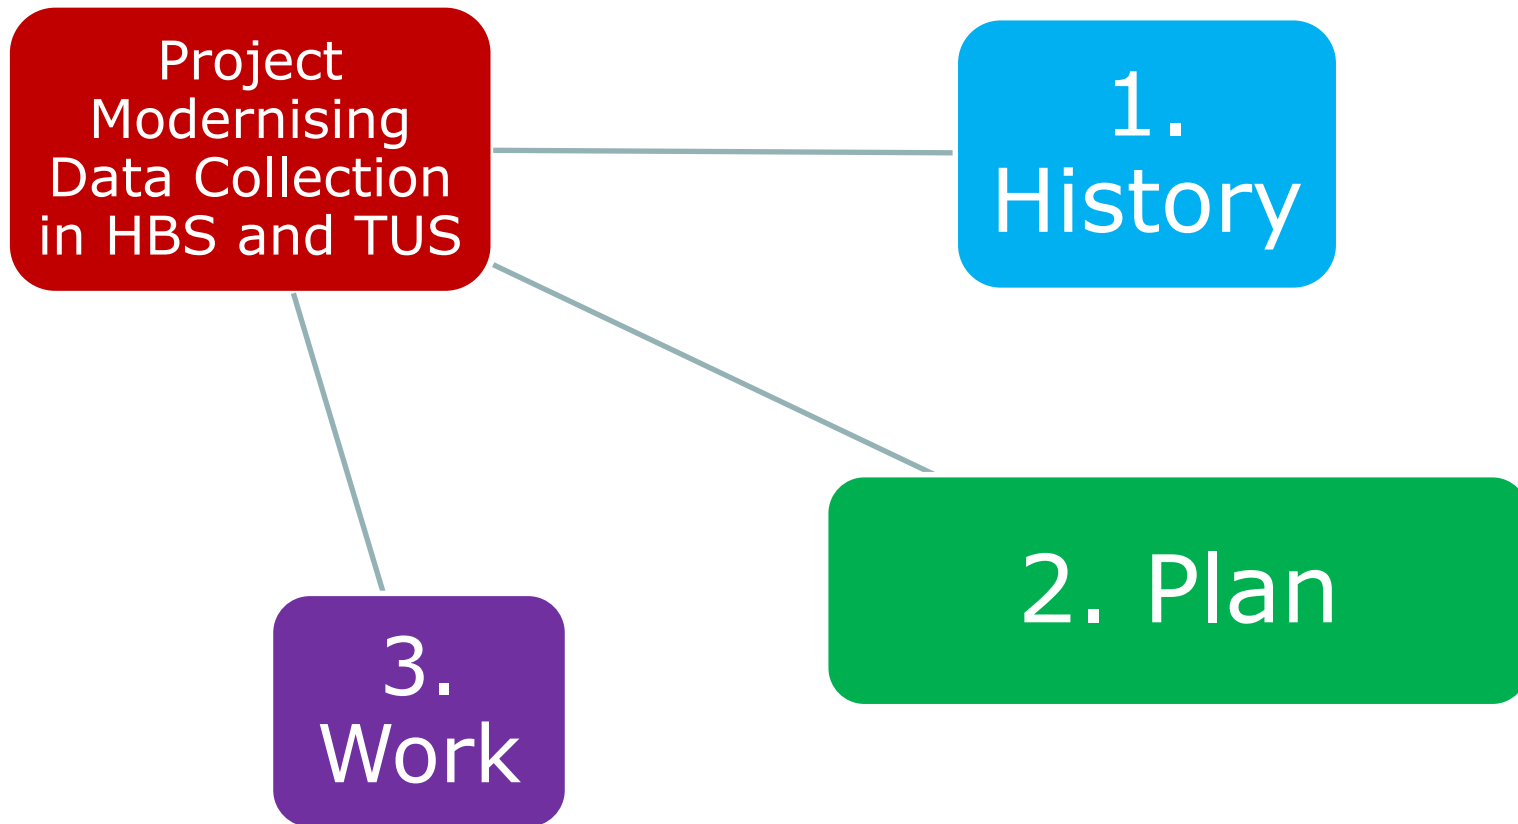 Project
Modernising
Data Collection
in HBS and TUS
1.
History
2. Plan
3.
Work